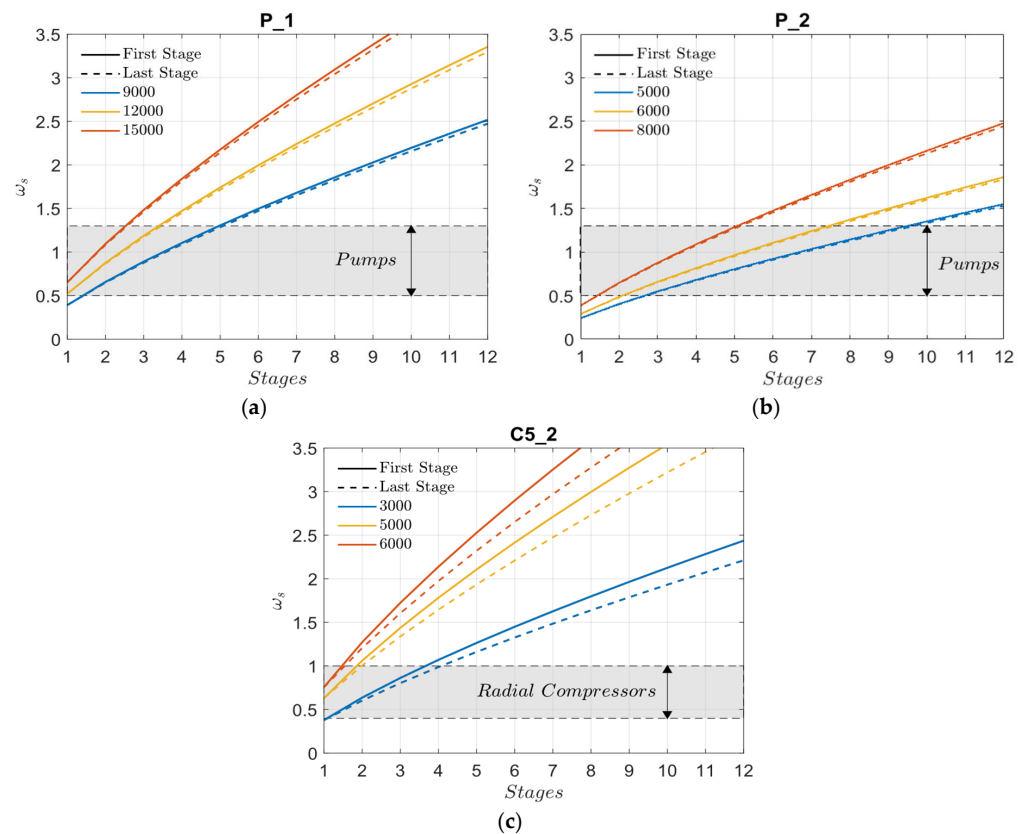 P_1
3.5
3
2.5
2
1.5
1
0.5
0
ω_s
First Stage
Last Stage
9000
12000
15000
Pumps
1 2 3 4 5 6 7 8 9 10 11 12
Stages
(a)
P_2
3.5
3
2.5
2
1.5
1
0.5
0
ω_s
First Stage
Last Stage
5000
6000
8000
Pumps
1 2 3 4 5 6 7 8 9 10 11 12
Stages
(b)
C5_2
3.5
3
2.5
2
1.5
1
0.5
0
ω_s
First Stage
Last Stage
3000
5000
6000
Radial Compressors
1 2 3 4 5 6 7 8 9 10 11 12
Stages
(c)